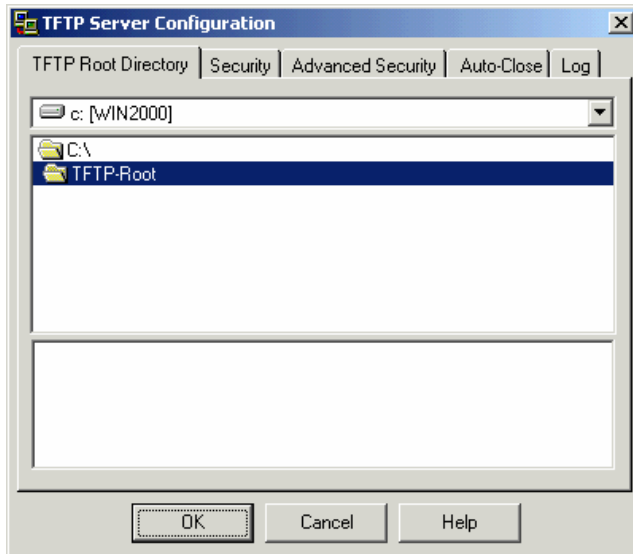 TFTP Server Configuration
TFTP Root Directory Security Advanced Security Auto-Close Log
c: [WIN2000]
C:\
TFTP-Root
OK Cancel Help